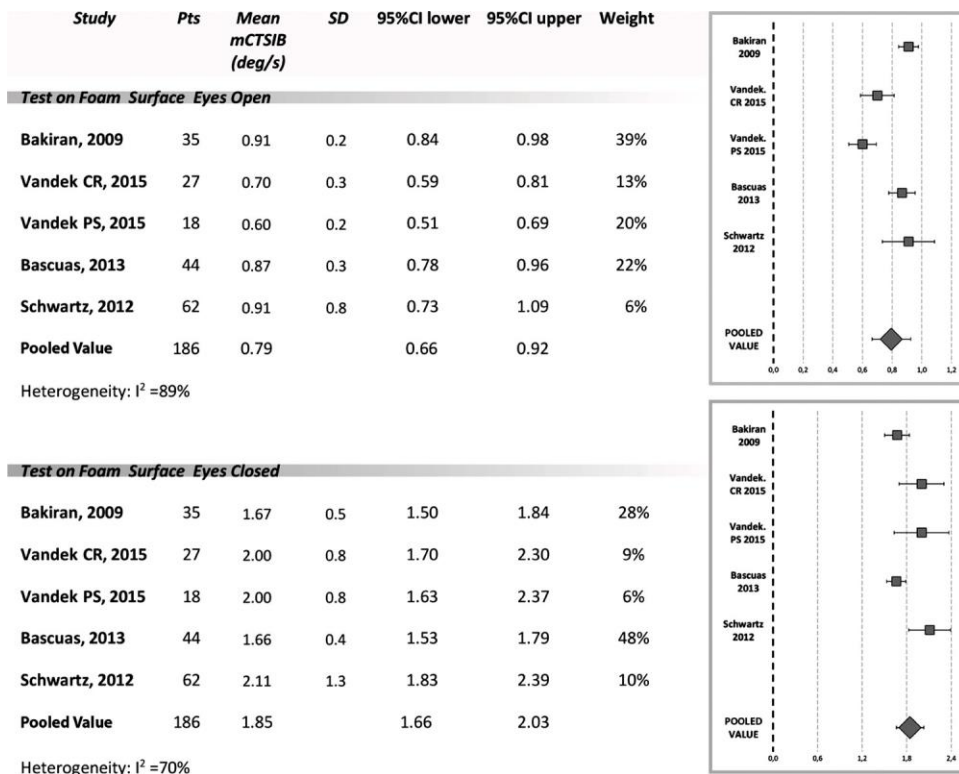 Study Pts Mean mCTSIB (deg/s) SD 95%CI lower 95%CI upper Weight
Test on Foam Surface Eyes Open
Bakiran, 2009 35 0.91 0.2 0.84 0.98 39%
Vandek CR, 2015 27 0.70 0.3 0.59 0.81 13%
Vandek PS, 2015 18 0.60 0.2 0.51 0.69 20%
Bascuas, 2013 44 0.87 0.3 0.78 0.96 22%
Schwartz, 2012 62 0.91 0.8 0.73 1.09 6%
Pooled Value 186 0.79 0.66 0.92
Heterogeneity: I² =89%
Bakiran
2009
Vandek.
CR 2015
Vandek.
PS 2015
Bascuas
2013
Schwartz
2012
POOLED
VALUE
0,0 0,2 0,4 0,6 0,8 1,0 1,2
Test on Foam Surface Eyes Closed
Bakiran, 2009 35 1.67 0.5 1.50 1.84 28%
Vandek CR, 2015 27 2.00 0.8 1.70 2.30 9%
Vandek PS, 2015 18 2.00 0.8 1.63 2.37 6%
Bascuas, 2013 44 1.66 0.4 1.53 1.79 48%
Schwartz, 2012 62 2.11 1.3 1.83 2.39 10%
Pooled Value 186 1.85 1.66 2.03
Heterogeneity: I² =70%
Bakiran
2009
Vandek.
CR 2015
Vandek.
PS 2015
Bascuas
2013
Schwartz
2012
POOLED
VALUE
0,0 0,6 1,2 1,8 2,4